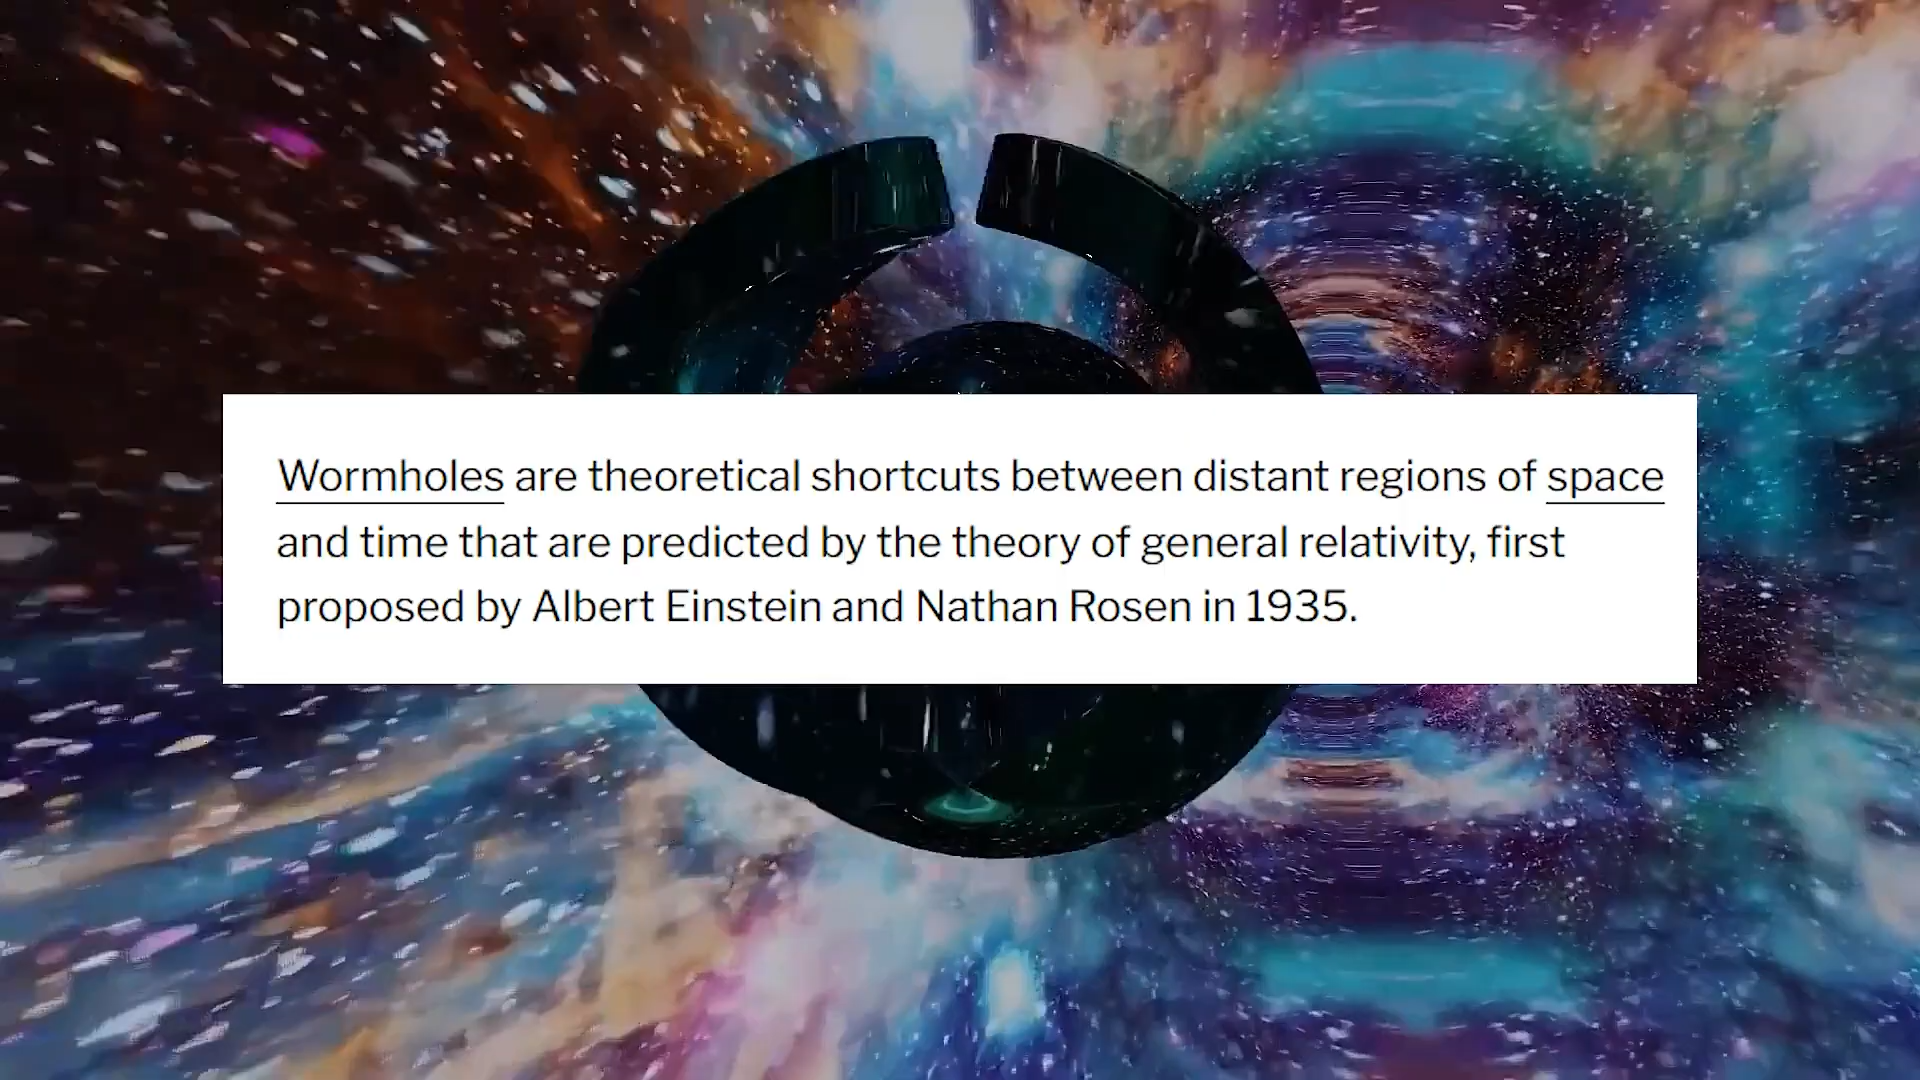 Wormholes are theoretical shortcuts between distant regions of space
and time that are predicted by the theory of general relativity, first
proposed by Albert Einstein and Nathan Rosen in 1935.